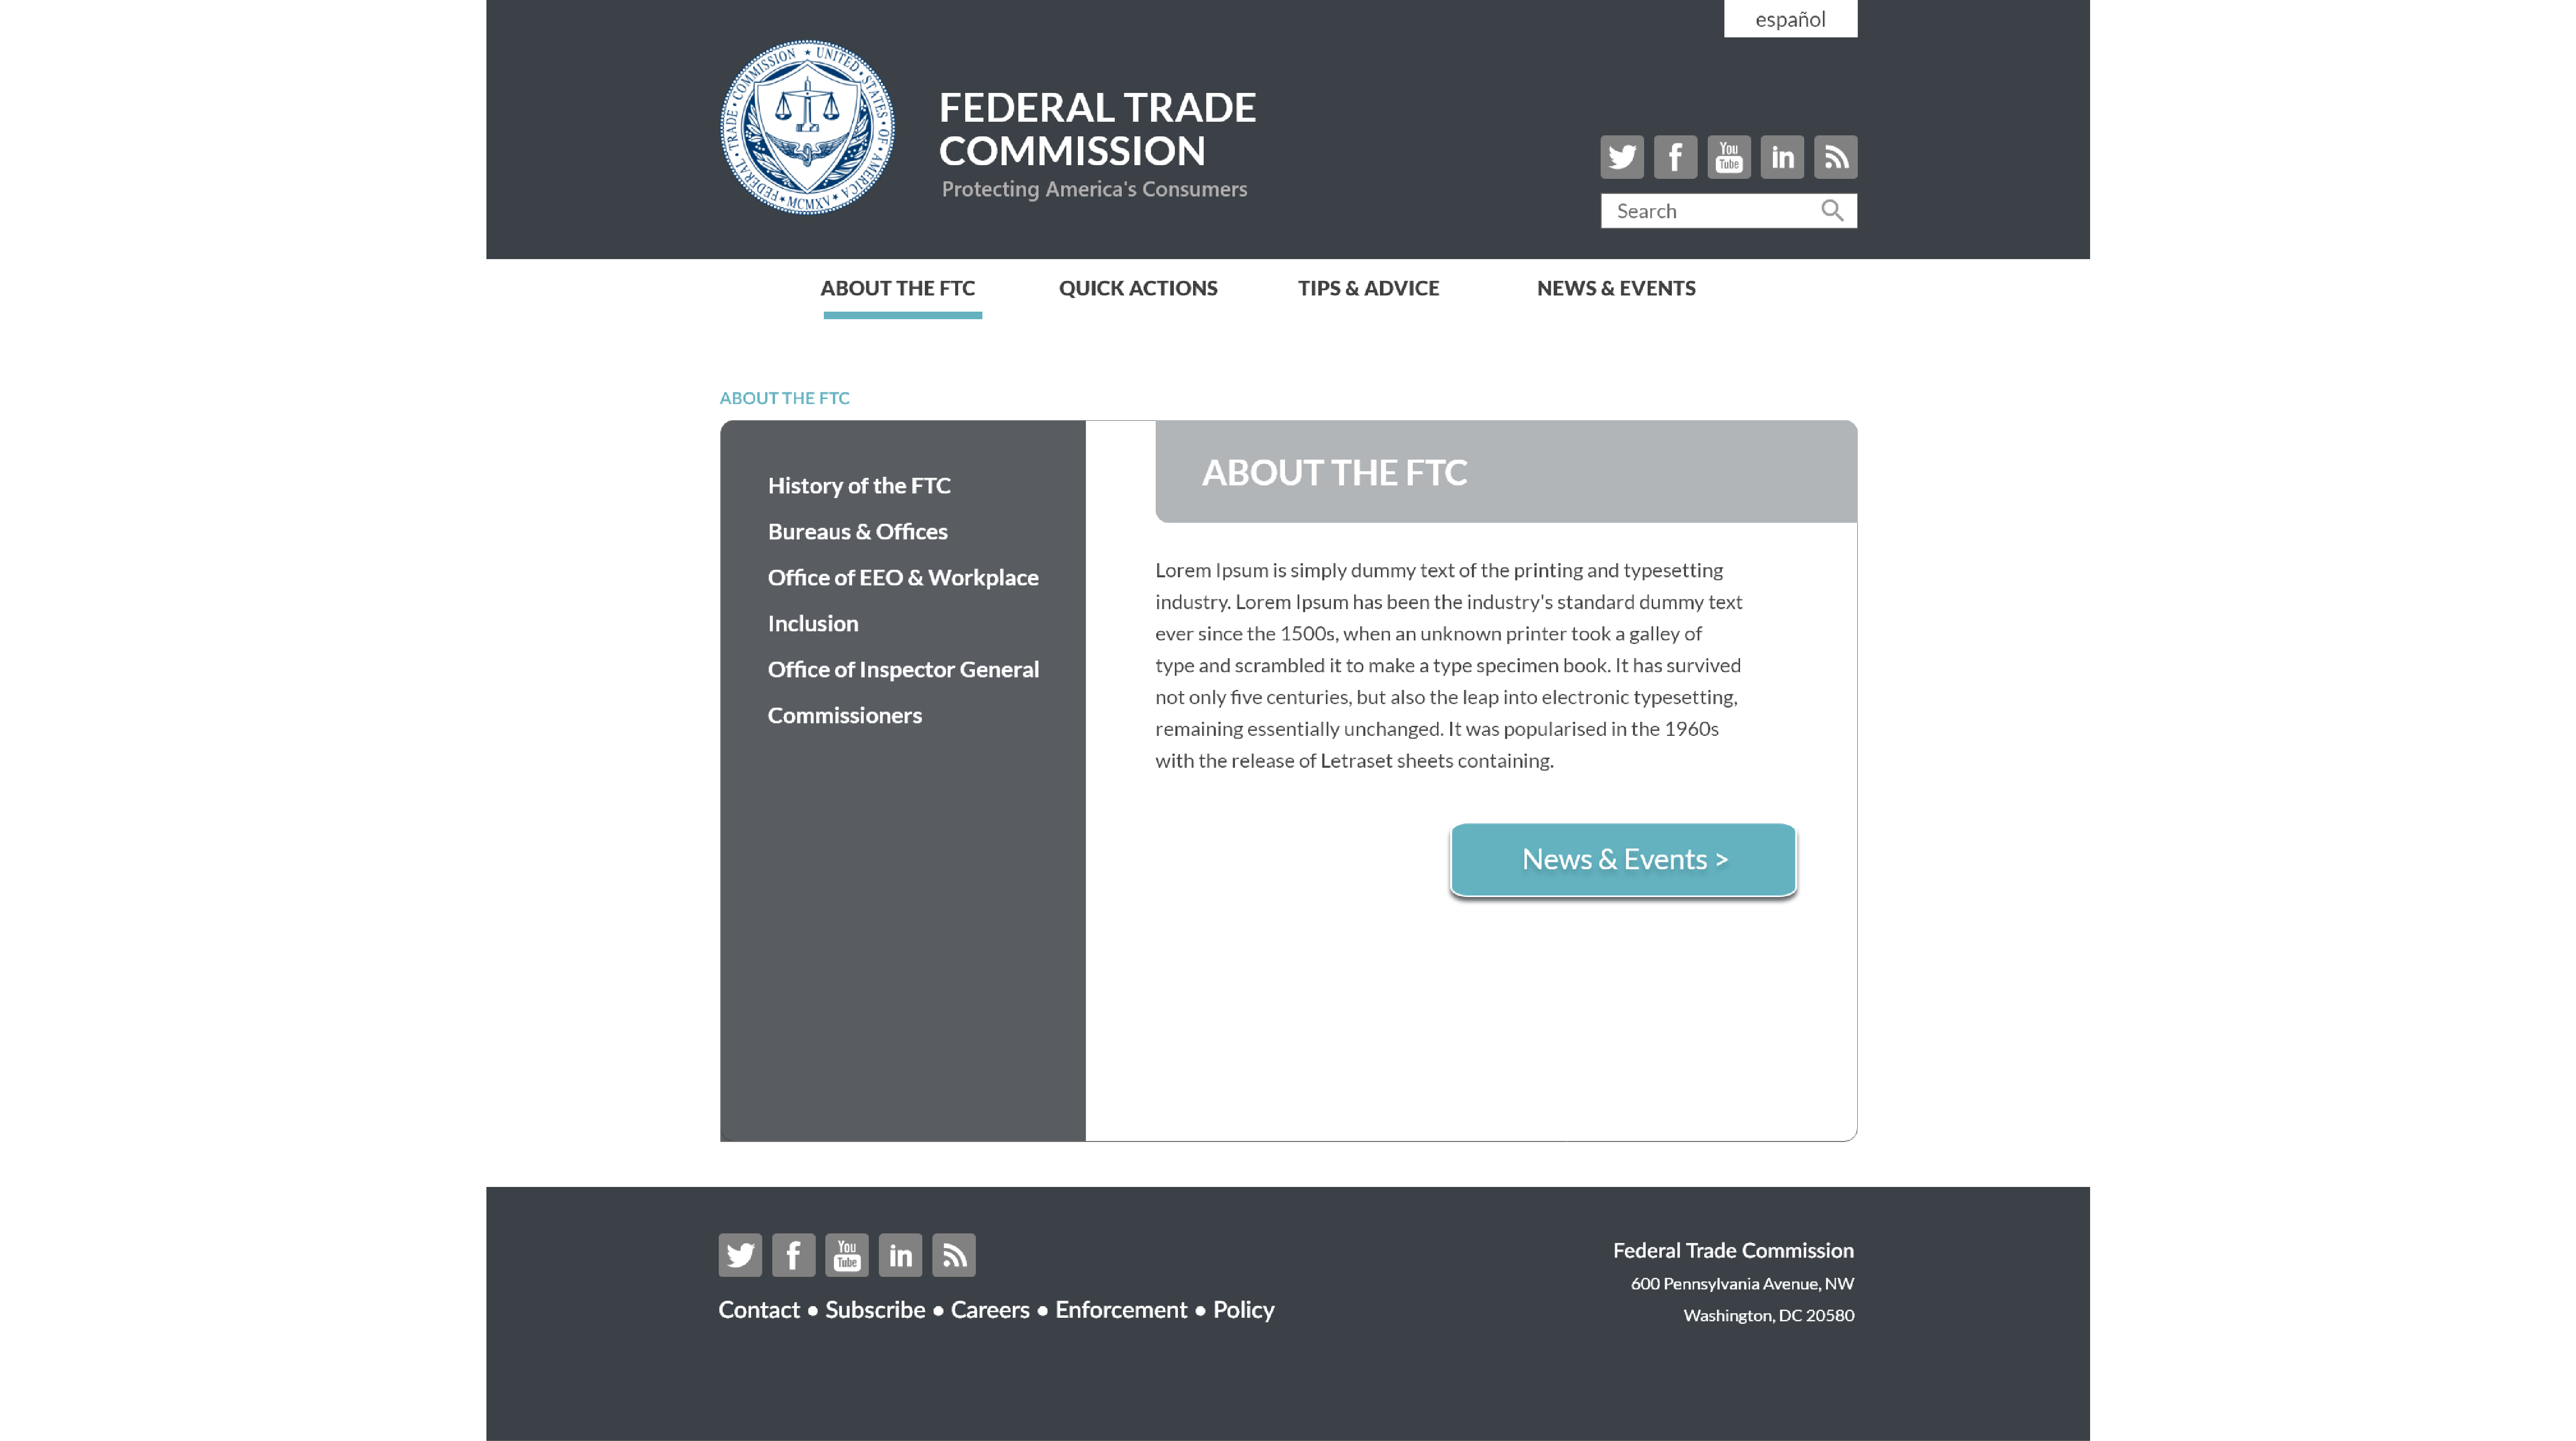 español
FEDERAL TRADE COMMISSION ★ UNITED • STATES • OF • AMERICA ★ MCMXV ★
FEDERAL TRADE
COMMISSION
Protecting America's Consumers
You
Tube
in
Search
ABOUT THE FTC QUICK ACTIONS TIPS & ADVICE NEWS & EVENTS
ABOUT THE FTC
History of the FTC
Bureaus & Offices
Office of EEO & Workplace
Inclusion
Office of Inspector General
Commissioners
ABOUT THE FTC
Lorem Ipsum is simply dummy text of the printing and typesetting
industry. Lorem Ipsum has been the industry's standard dummy text
ever since the 1500s, when an unknown printer took a galley of
type and scrambled it to make a type specimen book. It has survived
not only five centuries, but also the leap into electronic typesetting,
remaining essentially unchanged. It was popularised in the 1960s
with the release of Letraset sheets containing.
News & Events >
You
Tube
in
Contact • Subscribe • Careers • Enforcement • Policy
Federal Trade Commission
600 Pennsylvania Avenue, NW
Washington, DC 20580